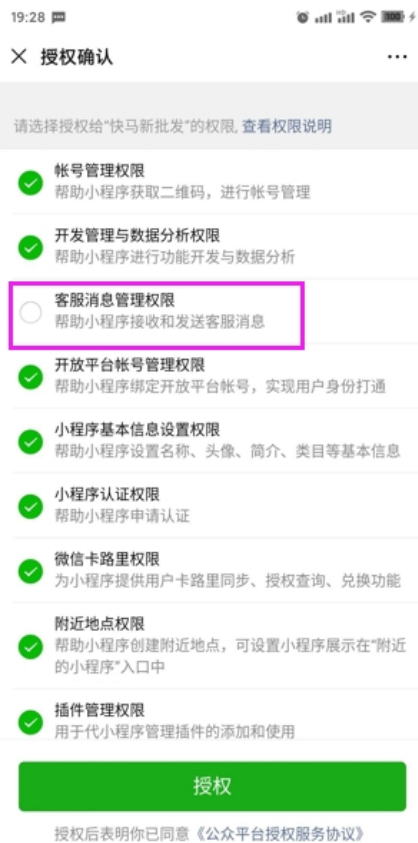 19:28
授权确认
请选择授权给“快马新批发”的权限, 查看权限说明
帐号管理权限
帮助小程序获取二维码，进行帐号管理
开发管理与数据分析权限
帮助小程序进行功能开发与数据分析
客服消息管理权限
帮助小程序接收和发送客服消息
开放平台帐号管理权限
帮助小程序绑定开放平台帐号，实现用户身份打通
小程序基本信息设置权限
帮助小程序设置名称、头像、简介、类目等基本信息
小程序认证权限
帮助小程序申请认证
微信卡路里权限
为小程序提供用户卡路里同步、授权查询、兑换功能
附近地点权限
帮助小程序创建附近地点，可设置小程序展示在“附近
的小程序”入口中
插件管理权限
用于代小程序管理插件的添加和使用
授权
授权后表明你已同意《公众平台授权服务协议》